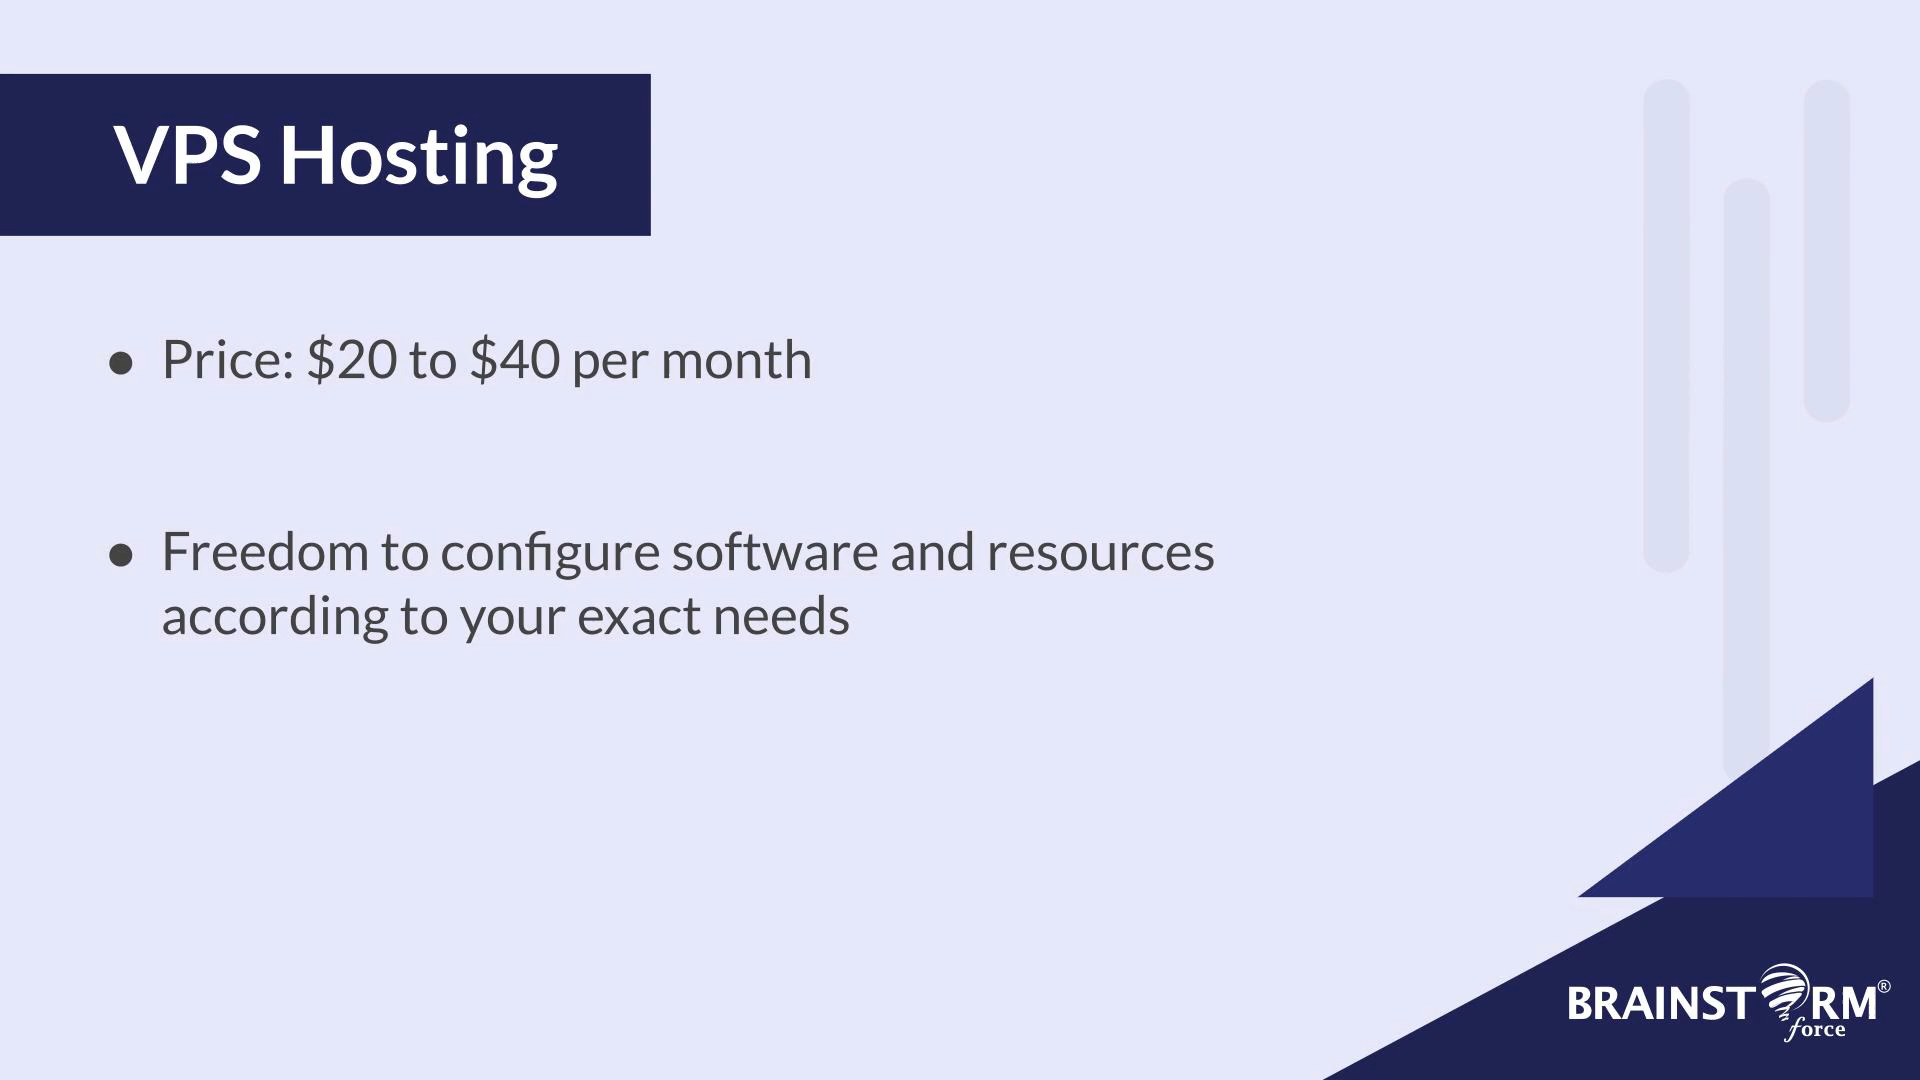 VPS Hosting
● Price: $20 to $40 per month
● Freedom to configure software and resources
according to your exact needs
BRAINSTORM®
force